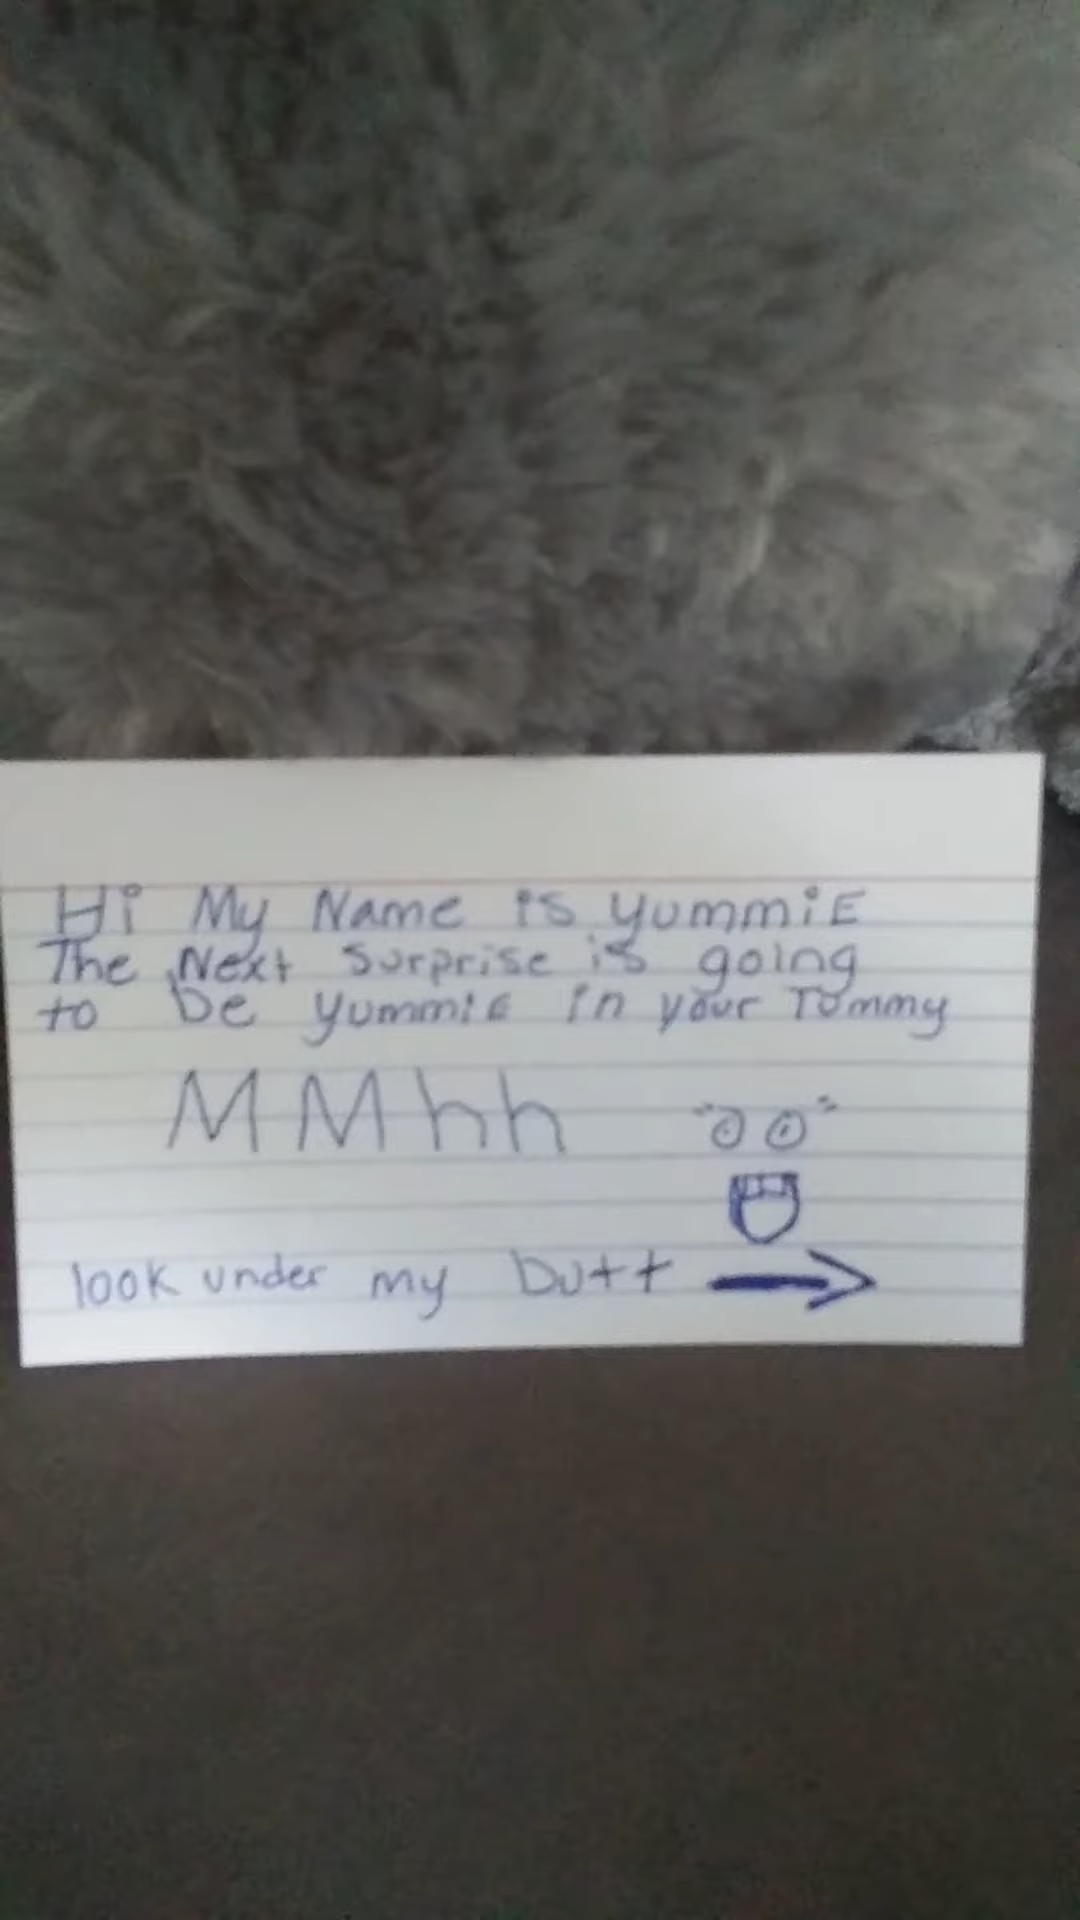 Hi My Name is YummiE
The Next Surprise is going
to be YummiE in your Tummy
MMhh
look under my butt